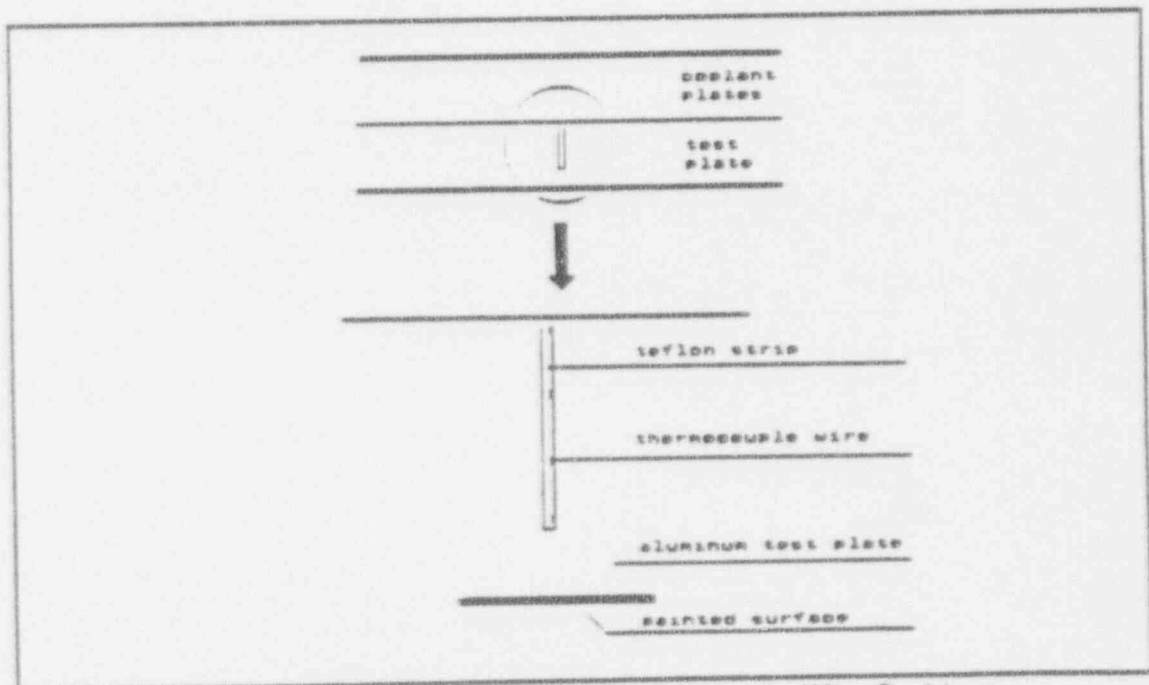 coolant
plates
test
plate
teflon strip
thermocouple wire
aluminum test plate
painted surface